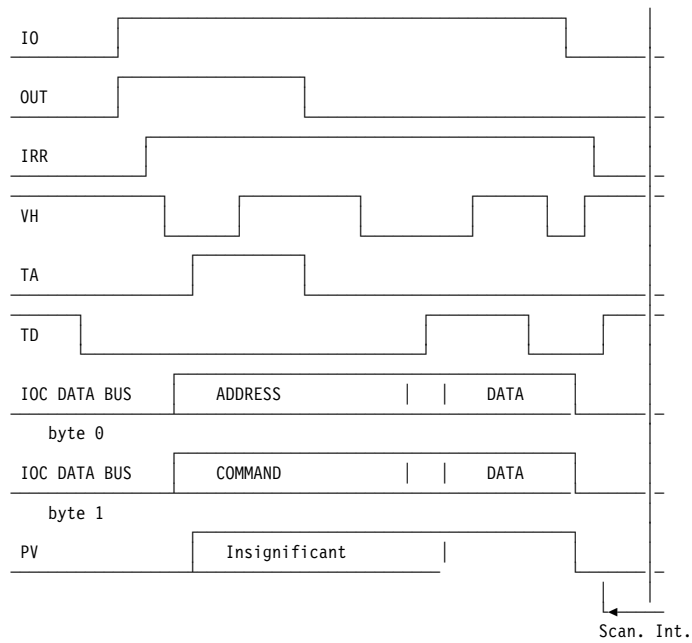 IO
OUT
IRR
VH
TA
TD
IOC DATA BUS ADDRESS DATA
byte 0
IOC DATA BUS COMMAND DATA
byte 1
PV Insignificant
Scan. Int.